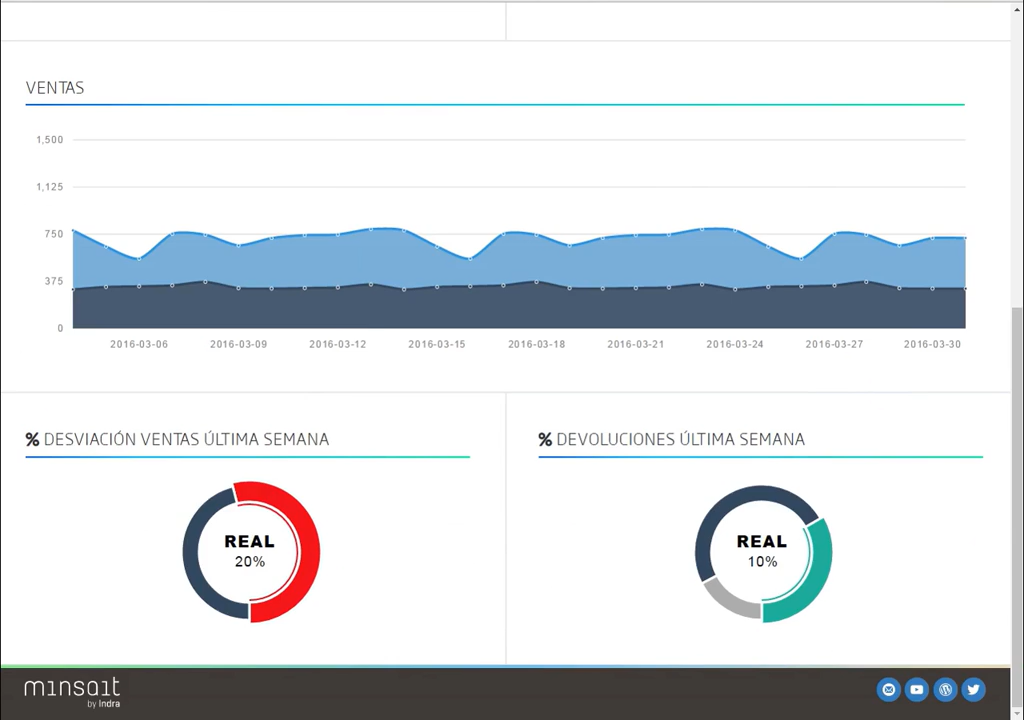 VENTAS
1,500
1,125
750
375
0
2016-03-06 2016-03-09 2016-03-12 2016-03-15 2016-03-18 2016-03-21 2016-03-24 2016-03-27 2016-03-30
% DESVIACIÓN VENTAS ÚLTIMA SEMANA
% DEVOLUCIONES ÚLTIMA SEMANA
REAL
20%
REAL
10%
minsait
by Indra